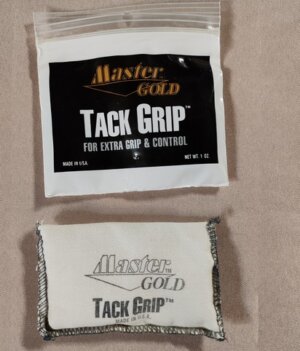 Master
GOLD
TACK GRIP™
FOR EXTRA GRIP & CONTROL
MADE IN U.S.A. NET WT. 1 OZ.
Master™
GOLD
TACK GRIP™
MADE IN U.S.A.